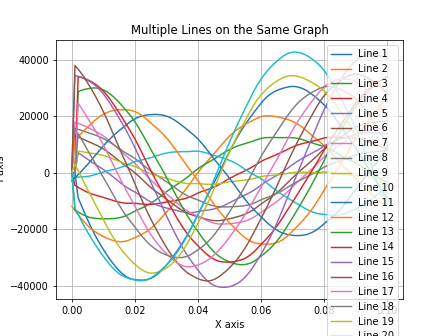 Multiple Lines on the Same Graph
40000
20000
0
−20000
−40000
0.00
0.02
0.04
0.06
X axis
Line 1
Line 2
Line 3
Line 4
Line 5
Line 6
Line 7
Line 8
Line 9
Line 10
Line 11
Line 12
Line 13
Line 14
Line 15
Line 16
Line 17
Line 18
Line 19
Line 20